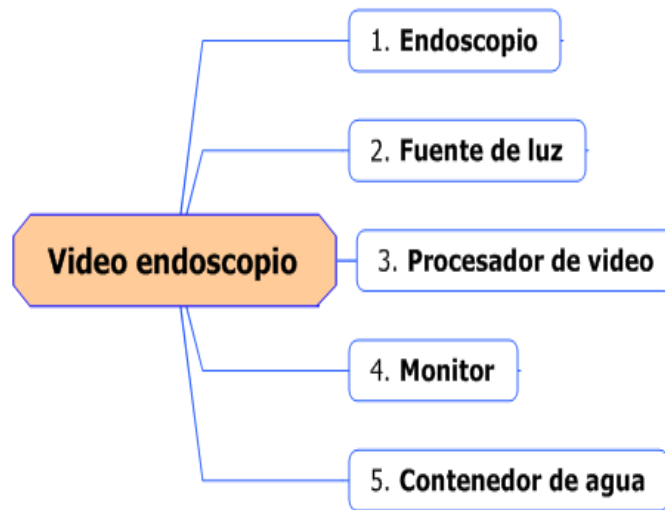 1. Endoscopio
2. Fuente de luz
Video endoscopio
3. Procesador de video
4. Monitor
5. Contenedor de agua